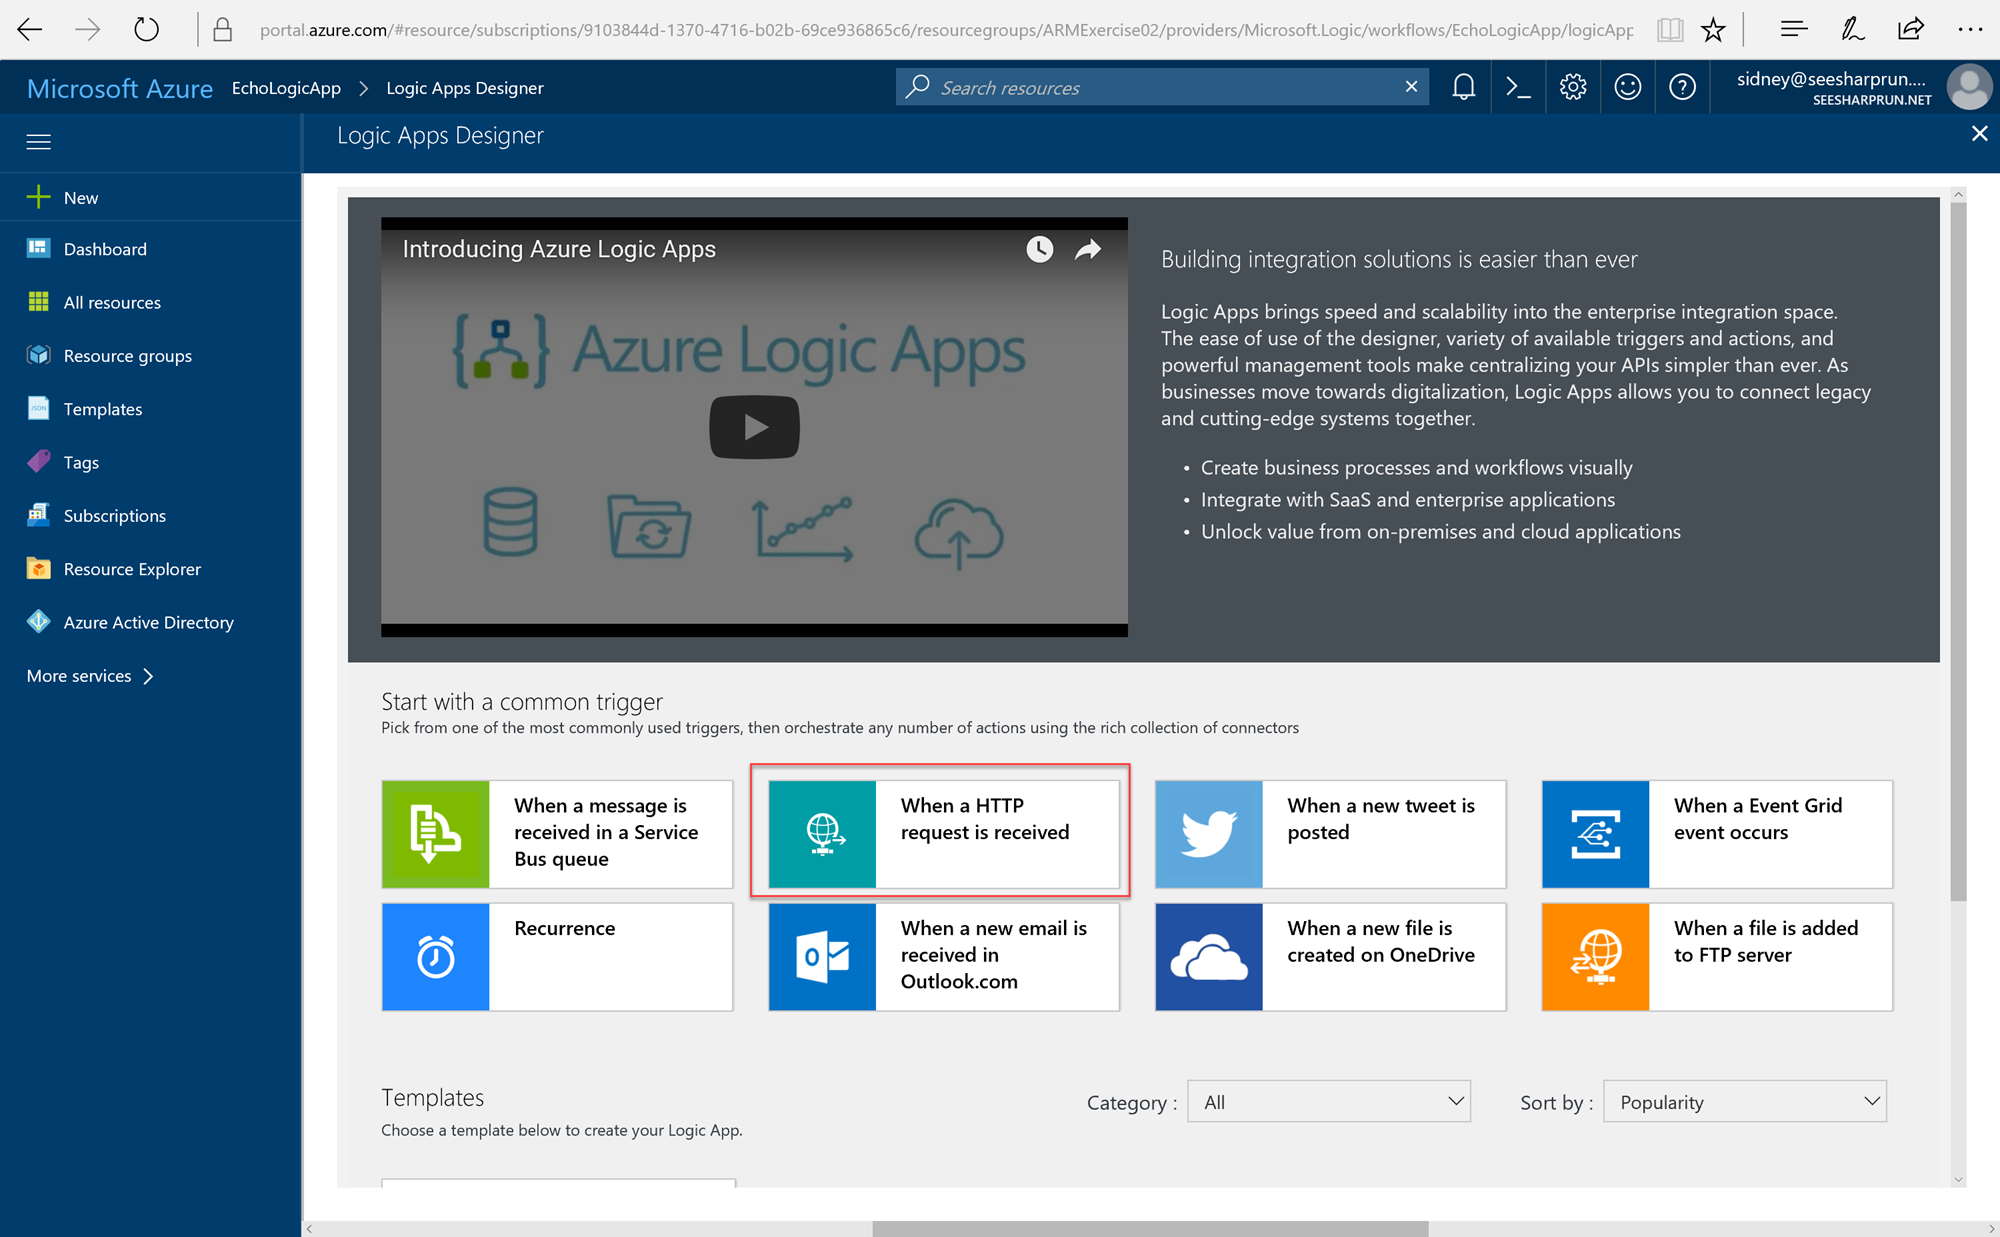 portal.azure.com/#resource/subscriptions/9103844d-1370-4716-b02b-69ce936865c6/resourcegroups/ARMExercise02/providers/Microsoft.Logic/workflows/EchoLogicApp/logicApp
Microsoft Azure EchoLogicApp Logic Apps Designer
Search resources
sidney@seesharprun....
SEESHARPRUN.NET
Logic Apps Designer
New
Dashboard
All resources
Resource groups
JSON
Templates
Tags
Subscriptions
Resource Explorer
Azure Active Directory
More services
Introducing Azure Logic Apps
Azure Logic Apps
Building integration solutions is easier than ever
Logic Apps brings speed and scalability into the enterprise integration space.
The ease of use of the designer, variety of available triggers and actions, and
powerful management tools make centralizing your APIs simpler than ever. As
businesses move towards digitalization, Logic Apps allows you to connect legacy
and cutting-edge systems together.
• Create business processes and workflows visually
• Integrate with SaaS and enterprise applications
• Unlock value from on-premises and cloud applications
Start with a common trigger
Pick from one of the most commonly used triggers, then orchestrate any number of actions using the rich collection of connectors
When a message is
received in a Service
Bus queue
When a HTTP
request is received
When a new tweet is
posted
When a Event Grid
event occurs
Recurrence
When a new email is
received in
Outlook.com
When a new file is
created on OneDrive
When a file is added
to FTP server
Templates
Choose a template below to create your Logic App.
Category : All
Sort by : Popularity